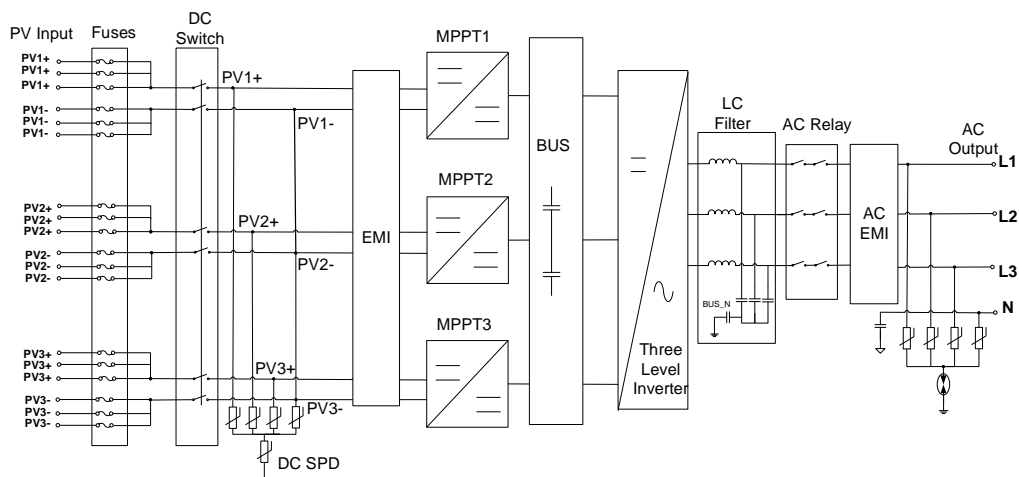 PV Input
Fuses
DC
Switch
PV1+
PV1+
PV1+
PV1-
PV1-
PV1-
PV2+
PV2+
PV2+
PV2-
PV2-
PV2-
PV3+
PV3+
PV3+
PV3-
PV3-
PV3-
PV1+
PV1-
PV2+
PV2-
PV3+
PV3-
DC SPD
EMI
MPPT1
MPPT2
MPPT3
BUS
Three
Level
Inverter
LC
Filter
BUS_N
AC Relay
AC
EMI
AC
Output
L1
L2
L3
N